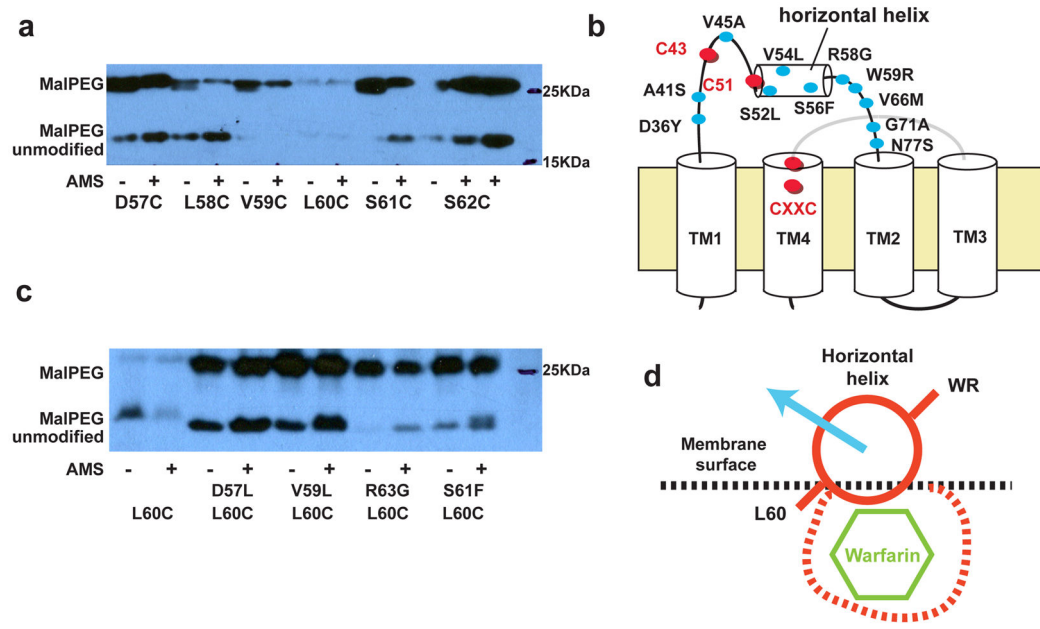 a
MalPEG
MalPEG
unmodified
25KDa
15KDa
AMS - + - + - + - + - + - + +
D57C L58C V59C L60C S61C S62C
b
horizontal helix
V45A
C43
V54L
R58G
C51
W59R
A41S
V66M
S52L
S56F
D36Y
G71A
N77S
CXXC
TM1
TM4
TM2
TM3
c
MalPEG
MalPEG
unmodified
25KDa
AMS - + - + - + - + - +
D57L V59L R63G S61F
L60C L60C L60C L60C L60C
d
Horizontal
helix
WR
Membrane
surface
L60
Warfarin